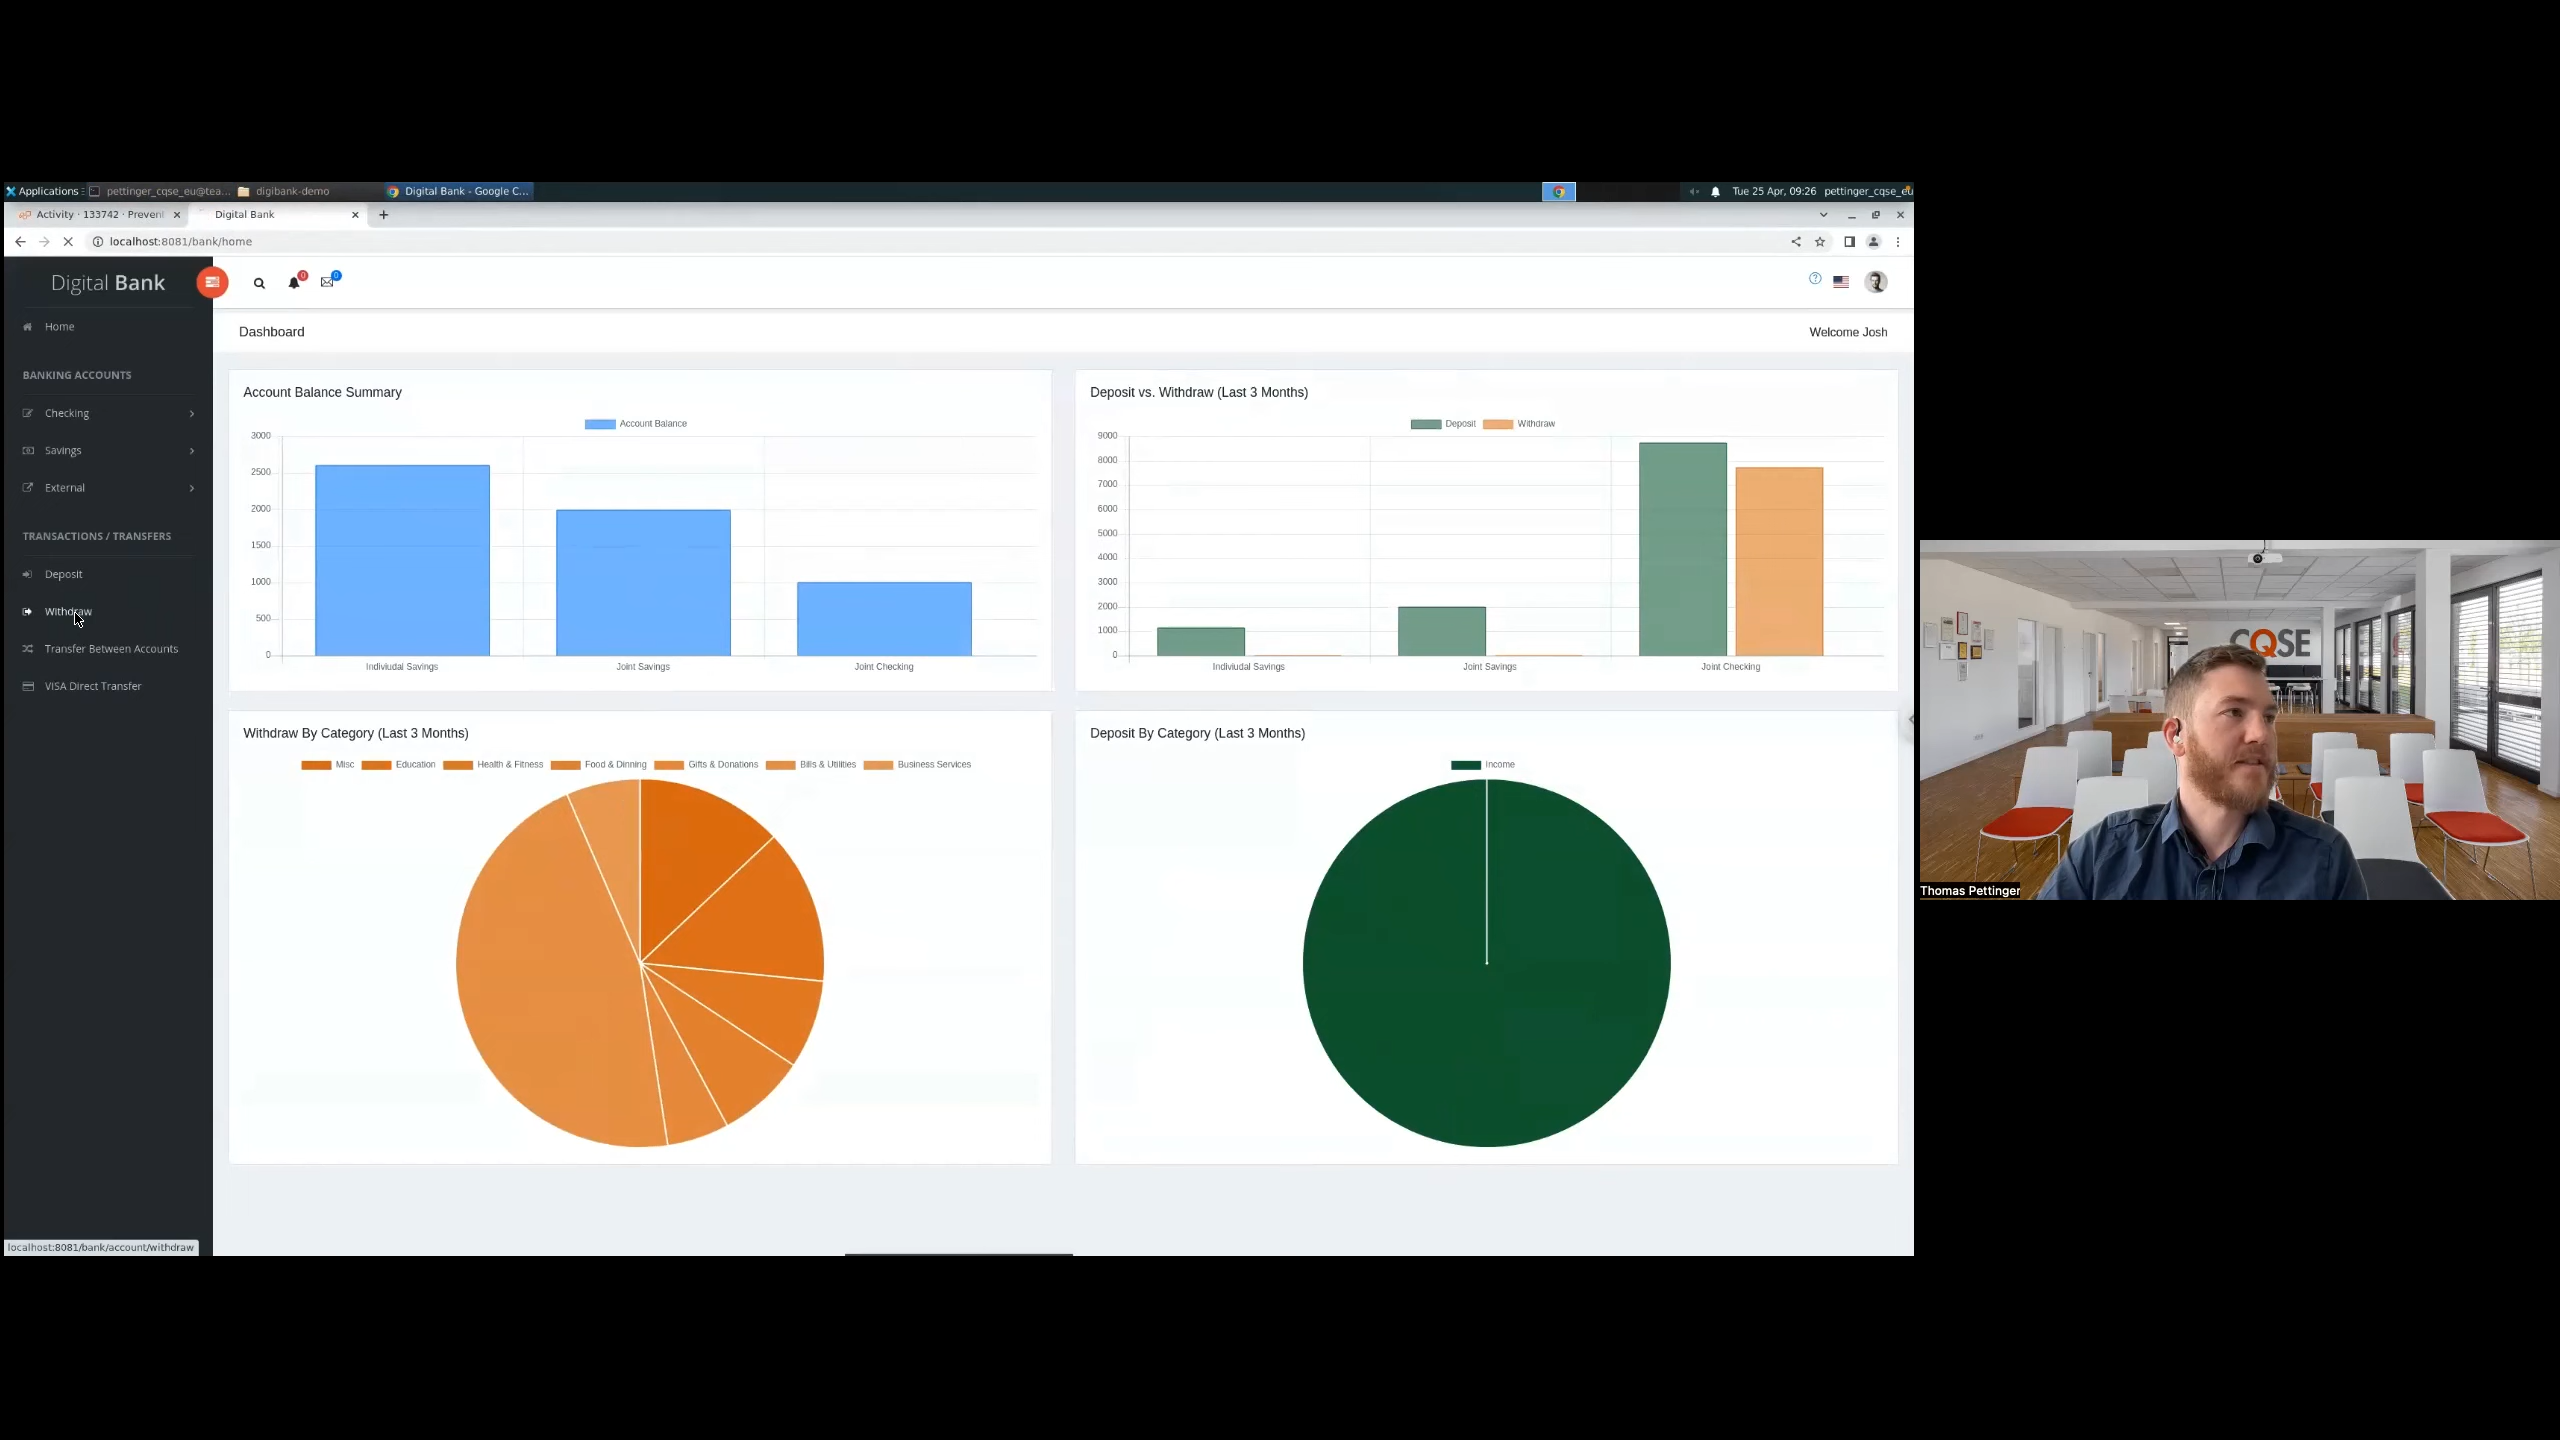 Applications
pettinger_cqse_eu@tea...
digibank-demo
Digital Bank - Google C...
Tue 25 Apr, 09:26
pettinger_cqse_eu
Activity · 133742 · Prevent
Digital Bank
localhost:8081/bank/home
Digital Bank
0
0
Home
Dashboard
Welcome Josh
BANKING ACCOUNTS
Checking
Savings
External
TRANSACTIONS / TRANSFERS
Deposit
Withdraw
Transfer Between Accounts
VISA Direct Transfer
Account Balance Summary
Account Balance
3000
2500
2000
1500
1000
500
0
Indiviudal Savings
Joint Savings
Joint Checking
Deposit vs. Withdraw (Last 3 Months)
Deposit
Withdraw
9000
8000
7000
6000
5000
4000
3000
2000
1000
0
Indiviudal Savings
Joint Savings
Joint Checking
Withdraw By Category (Last 3 Months)
Misc
Education
Health & Fitness
Food & Dinning
Gifts & Donations
Bills & Utilities
Business Services
Deposit By Category (Last 3 Months)
Income
localhost:8081/bank/account/withdraw
CQSE
Thomas Pettinger